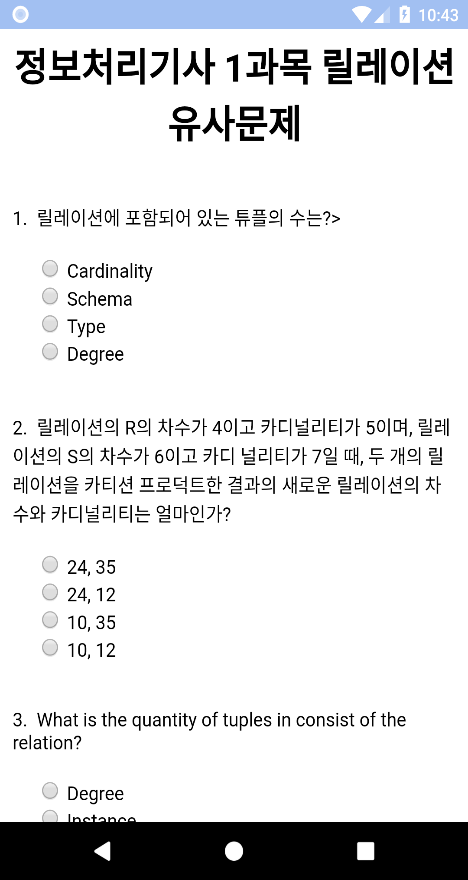 10:43
정보처리기사 1과목 릴레이션
유사문제
1. 릴레이션에 포함되어 있는 튜플의 수는?>
Cardinality
Schema
Type
Degree
2. 릴레이션의 R의 차수가 4이고 카디널리티가 5이며, 릴레
이션의 S의 차수가 6이고 카디 널리티가 7일 때, 두 개의 릴
레이션을 카티션 프로덕트한 결과의 새로운 릴레이션의 차
수와 카디널리티는 얼마인가?
24, 35
24, 12
10, 35
10, 12
3. What is the quantity of tuples in consist of the
relation?
Degree
Instance